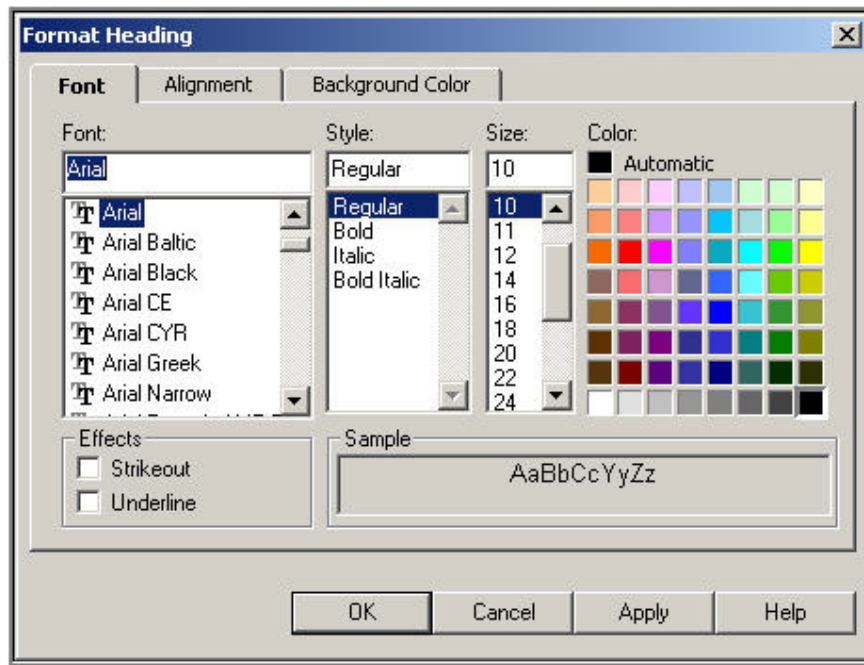 Format Heading
Font Alignment Background Color
Font: Style: Size: Color:
Arial Regular 10 Automatic
Arial Regular 10
Arial Baltic Bold 11
Arial Black Italic 12
Arial CE Bold Italic 14
Arial CYR 16
Arial Greek 18
Arial Narrow 20
22
24
Effects Sample
Strikeout AaBbCcYyZz
Underline
OK Cancel Apply Help